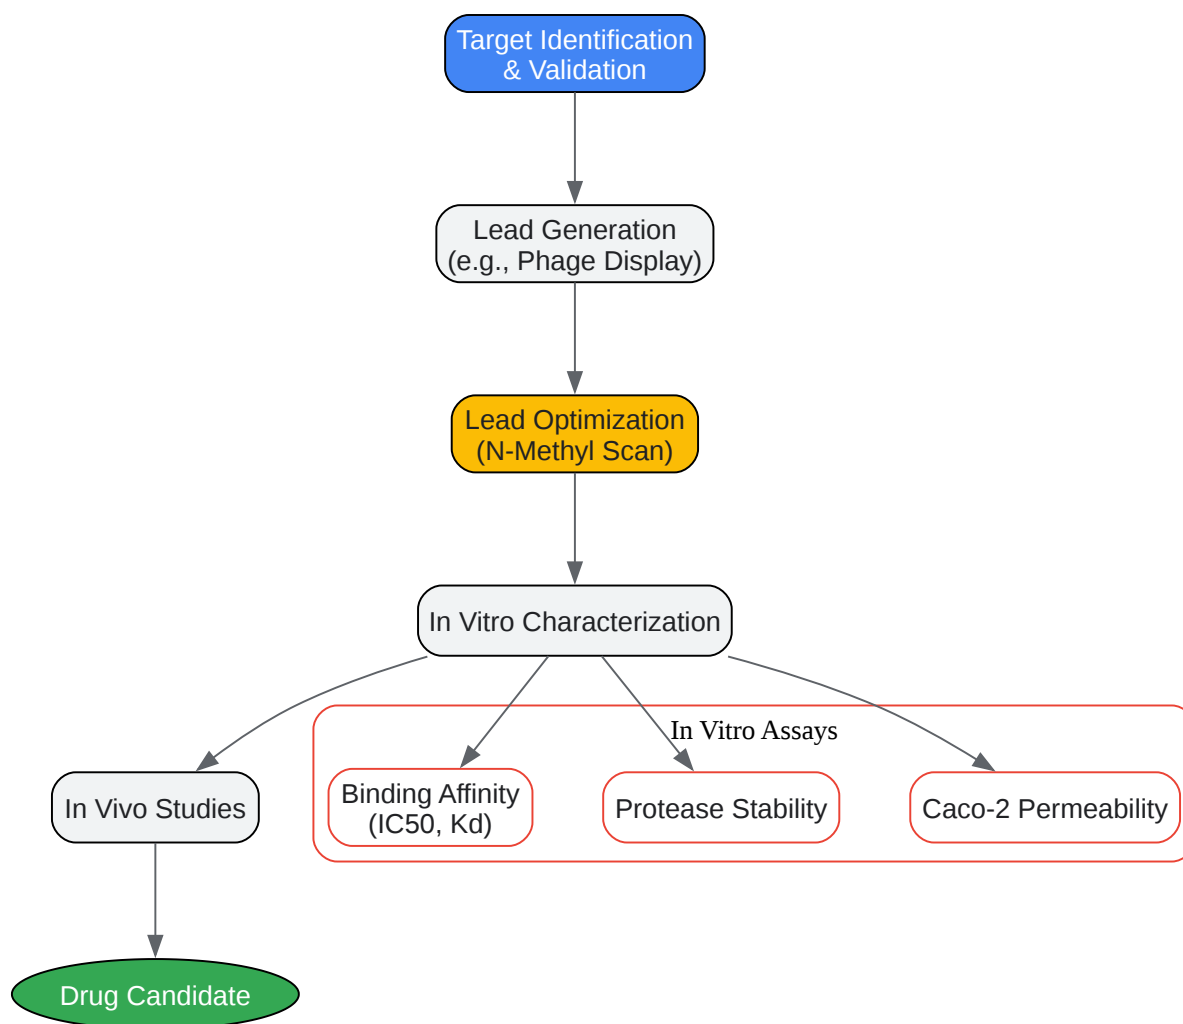 Target Identification
& Validation
Lead Generation
(e.g., Phage Display)
Lead Optimization
(N-Methyl Scan)
In Vitro Characterization
In Vitro Assays
In Vivo Studies
Binding Affinity
(IC50, Kd)
Protease Stability
Caco-2 Permeability
Drug Candidate